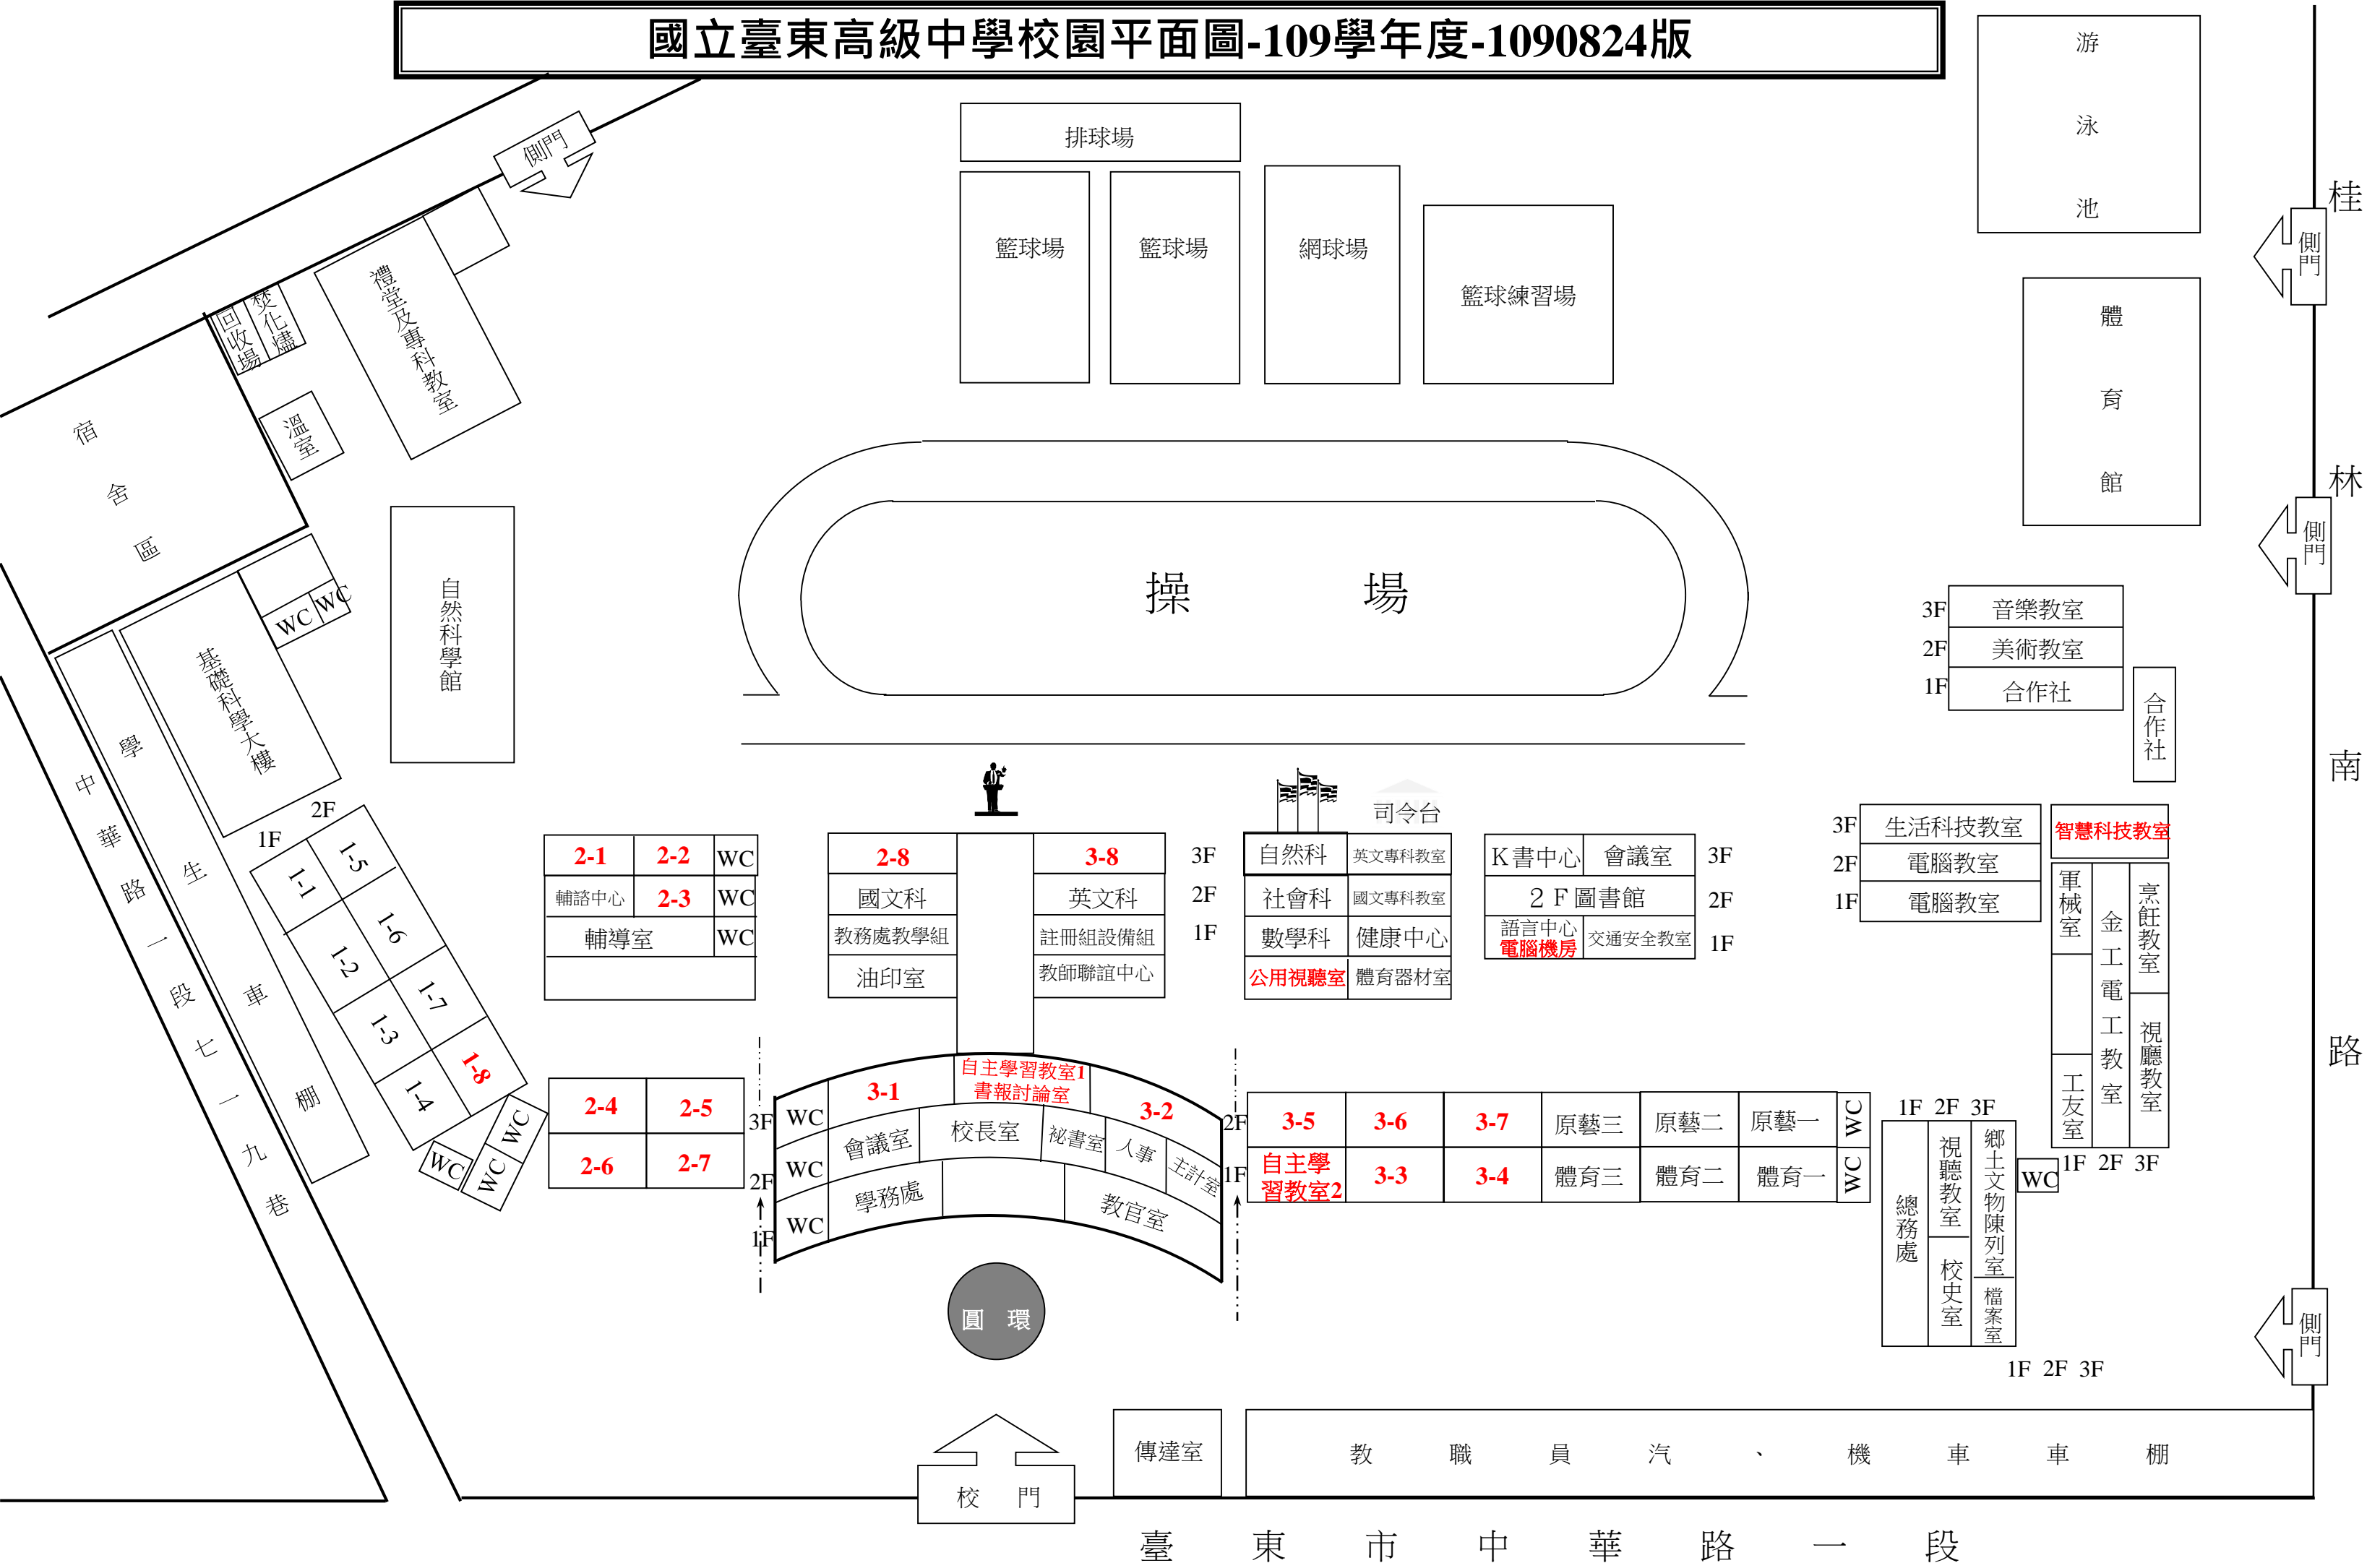 國立臺東高級中學校園平面圖-109學年度-1090824版
游泳池
側門
排球場
籃球場
籃球場
網球場
籃球練習場
桂林南路
側門
體育館
禮堂及專科教室
回收場
焚化爐
溫室
宿舍區
側門
自然科學館
操場
WC
WC
基礎科學大樓
3F
音樂教室
2F
美術教室
1F
合作社
合作社
學生車棚
中華路一段七一九巷
司令台
1F
2F
1-1
1-5
1-2
1-6
1-3
1-7
1-4
1-8
WC
WC
WC
2-1
2-2
WC
輔諮中心
2-3
WC
輔導室
WC
2-8
3-8
3F
國文科
英文科
2F
教務處教學組
註冊組設備組
1F
油印室
教師聯誼中心
自然科
英文專科教室
社會科
國文專科教室
數學科
健康中心
公用視聽室
體育器材室
K書中心
會議室
3F
2F圖書館
2F
語言中心
電腦機房
交通安全教室
1F
3F
生活科技教室
2F
電腦教室
1F
電腦教室
智慧科技教室
軍械室
金工電工教室
烹飪教室
視廳教室
工友室
1F 2F 3F
2-4
2-5
2-6
2-7
3F
2F
1F
WC
3-1
自主學習教室1
書報討論室
3-2
WC
會議室
校長室
祕書室
人事
主計室
WC
學務處
教官室
2F
1F
3-5
3-6
3-7
原藝三
原藝二
原藝一
WC
自主學
習教室2
3-3
3-4
體育三
體育二
體育一
WC
1F 2F 3F
總務處
視聽教室
校史室
鄉土文物陳列室
檔案室
WC
1F 2F 3F
圓環
側門
校門
傳達室
教職員汽、機車車棚
臺東市中華路一段